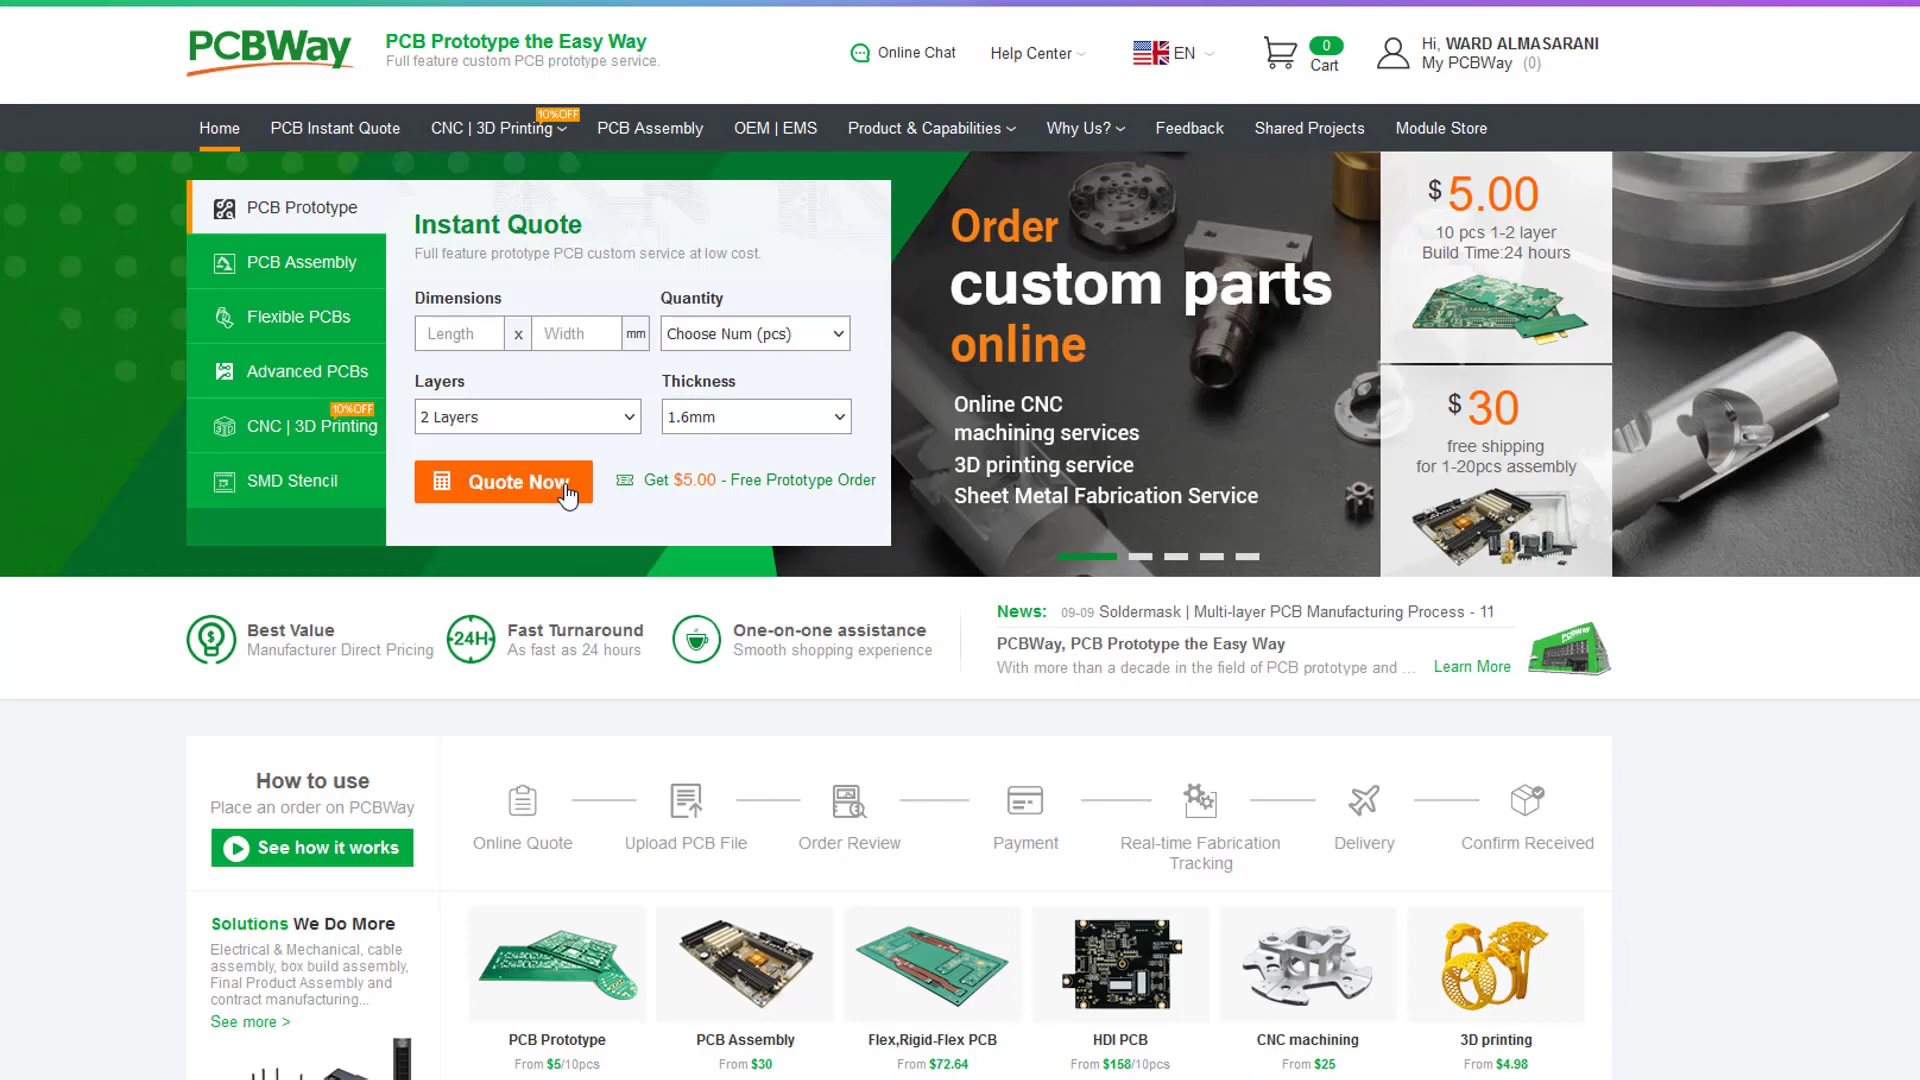 PCBWay
PCB Prototype the Easy Way
Full feature custom PCB prototype service.
Online Chat
Help Center
EN
0
Cart
Hi, WARD ALMASARANI
My PCBWay (0)
Home
PCB Instant Quote
CNC | 3D Printing
10%OFF
PCB Assembly
OEM | EMS
Product & Capabilities
Why Us?
Feedback
Shared Projects
Module Store
PCB Prototype
PCB Assembly
Flexible PCBs
Advanced PCBs
10%OFF
CNC | 3D Printing
SMD Stencil
Instant Quote
Full feature prototype PCB custom service at low cost.
Dimensions
Quantity
Length
x
Width
mm
Choose Num (pcs)
Layers
Thickness
2 Layers
1.6mm
Quote Now
Get $5.00 - Free Prototype Order
Order
custom parts
online
Online CNC
machining services
3D printing service
Sheet Metal Fabrication Service
$5.00
10 pcs 1-2 layer
Build Time:24 hours
$30
free shipping
for 1-20pcs assembly
Best Value
Manufacturer Direct Pricing
24H
Fast Turnaround
As fast as 24 hours
One-on-one assistance
Smooth shopping experience
News: 09-09 Soldermask | Multi-layer PCB Manufacturing Process - 11
PCBWay, PCB Prototype the Easy Way
With more than a decade in the field of PCB prototype and ...
Learn More
PCBWay
How to use
Place an order on PCBWay
See how it works
Online Quote
Upload PCB File
Order Review
Payment
Real-time Fabrication
Tracking
Delivery
Confirm Received
Solutions We Do More
Electrical & Mechanical, cable
assembly, box build assembly,
Final Product Assembly and
contract manufacturing...
See more >
PCB Prototype
From $5/10pcs
PCB Assembly
From $30
Flex,Rigid-Flex PCB
From $72.64
HDI PCB
From $158/10pcs
CNC machining
From $25
3D printing
From $4.98